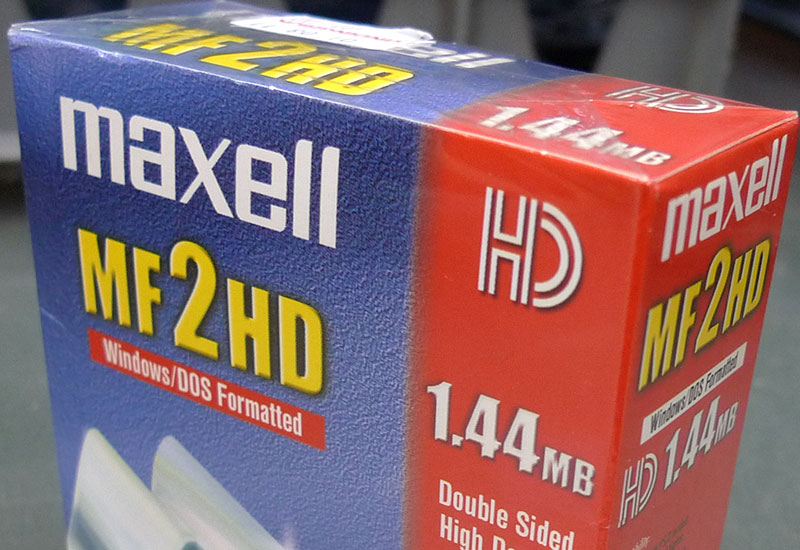 MF2HD
maxell
MF2HD
Windows/DOS Formatted
HD
1.44MB
HD
1.44MB
Double Sided
High
maxell
MF2HD
Windows/DOS Formatted
HD 1.44MB